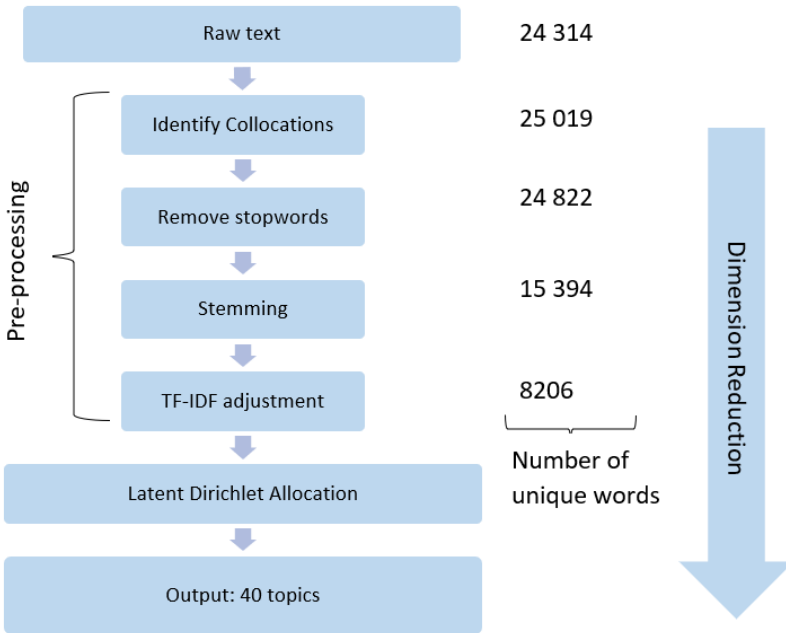 Raw text
24 314
Identify Collocations
25 019
Remove stopwords
24 822
Stemming
15 394
TF-IDF adjustment
8206
Pre-processing
Number of
unique words
Dimension Reduction
Latent Dirichlet Allocation
Output: 40 topics